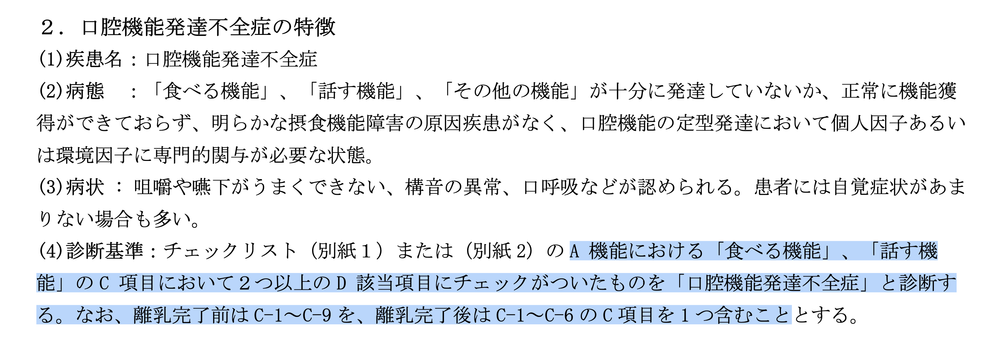 ２．口腔機能発達不全症の特徴
(1)疾患名：口腔機能発達不全症
(2)病態　：「食べる機能」、「話す機能」、「その他の機能」が十分に発達していないか、正常に機能獲
得ができておらず、明らかな摂食機能障害の原因疾患がなく、口腔機能の定型発達において個人因子あるい
は環境因子に専門的関与が必要な状態。
(3)病状 ： 咀嚼や嚥下がうまくできない、構音の異常、口呼吸などが認められる。患者には自覚症状があま
りない場合も多い。
(4)診断基準：チェックリスト（別紙１）または（別紙 2）の A 機能における「食べる機能」、「話す機
能」の C 項目において２つ以上の D 該当項目にチェックがついたものを「口腔機能発達不全症」と診断す
る。なお、離乳完了前は C-1～C-9 を、離乳完了後は C-1～C-6 の C 項目を 1 つ含むこととする。